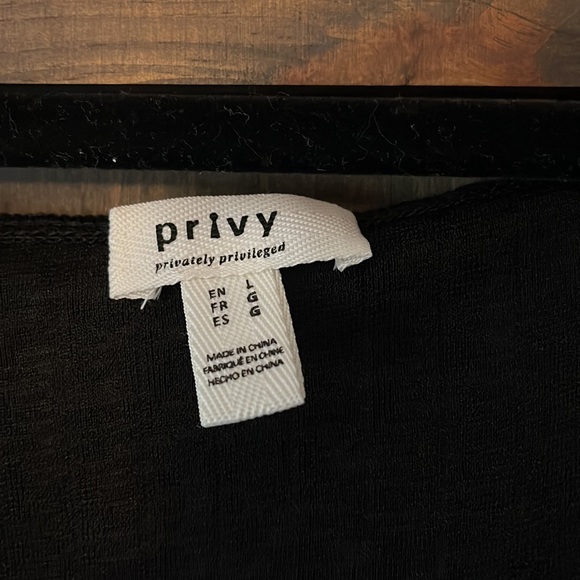 privy
privately privileged
EN L
FR G
ES G
MADE IN CHINA
FABRIQUÉ EN CHINE
HECHO EN CHINA